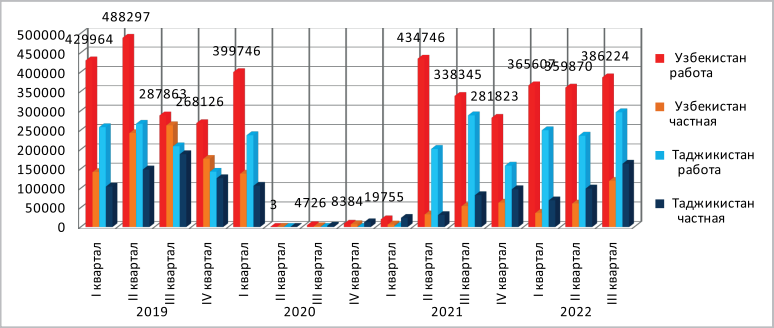 488297
500000
429964
434746
399746
386224
450000
365607
359870
400000
338345
350000
287863
281823
268126
300000
250000
200000
150000
100000
3
4726
8384
19755
50000
0
I квартал
II квартал
III квартал
IV квартал
I квартал
II квартал
III квартал
IV квартал
I квартал
II квартал
III квартал
IV квартал
I квартал
II квартал
III квартал
2019
2020
2021
2022
Узбекистан
работа
Узбекистан
частная
Таджикистан
работа
Таджикистан
частная